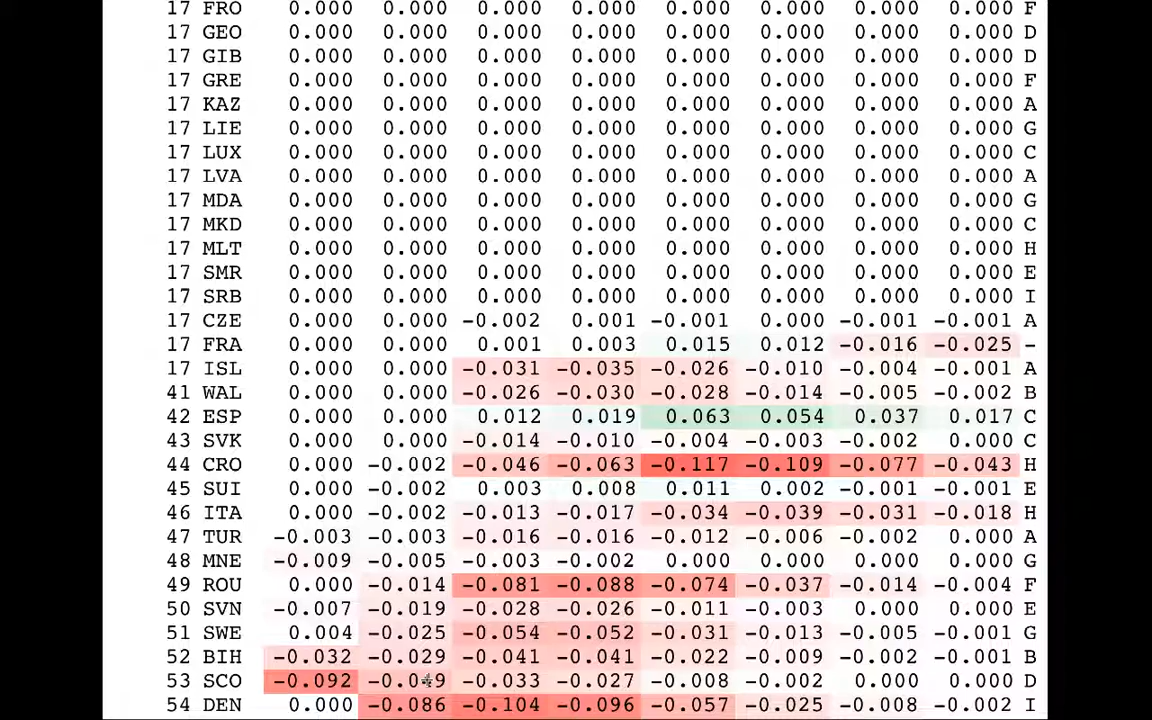 17 FRO 0.000 0.000 0.000 0.000 0.000 0.000 0.000 0.000 F
17 GEO 0.000 0.000 0.000 0.000 0.000 0.000 0.000 0.000 D
17 GIB 0.000 0.000 0.000 0.000 0.000 0.000 0.000 0.000 D
17 GRE 0.000 0.000 0.000 0.000 0.000 0.000 0.000 0.000 F
17 KAZ 0.000 0.000 0.000 0.000 0.000 0.000 0.000 0.000 A
17 LIE 0.000 0.000 0.000 0.000 0.000 0.000 0.000 0.000 G
17 LUX 0.000 0.000 0.000 0.000 0.000 0.000 0.000 0.000 C
17 LVA 0.000 0.000 0.000 0.000 0.000 0.000 0.000 0.000 A
17 MDA 0.000 0.000 0.000 0.000 0.000 0.000 0.000 0.000 G
17 MKD 0.000 0.000 0.000 0.000 0.000 0.000 0.000 0.000 C
17 MLT 0.000 0.000 0.000 0.000 0.000 0.000 0.000 0.000 H
17 SMR 0.000 0.000 0.000 0.000 0.000 0.000 0.000 0.000 E
17 SRB 0.000 0.000 0.000 0.000 0.000 0.000 0.000 0.000 I
17 CZE 0.000 0.000 -0.002 0.001 -0.001 0.000 -0.001 -0.001 A
17 FRA 0.000 0.000 0.001 0.003 0.015 0.012 -0.016 -0.025 -
17 ISL 0.000 0.000 -0.031 -0.035 -0.026 -0.010 -0.004 -0.001 A
41 WAL 0.000 0.000 -0.026 -0.030 -0.028 -0.014 -0.005 -0.002 B
42 ESP 0.000 0.000 0.012 0.019 0.063 0.054 0.037 0.017 C
43 SVK 0.000 0.000 -0.014 -0.010 -0.004 -0.003 -0.002 0.000 C
44 CRO 0.000 -0.002 -0.046 -0.063 -0.117 -0.109 -0.077 -0.043 H
45 SUI 0.000 -0.002 0.003 0.008 0.011 0.002 -0.001 -0.001 E
46 ITA 0.000 -0.002 -0.013 -0.017 -0.034 -0.039 -0.031 -0.018 H
47 TUR -0.003 -0.003 -0.016 -0.016 -0.012 -0.006 -0.002 0.000 A
48 MNE -0.009 -0.005 -0.003 -0.002 0.000 0.000 0.000 0.000 G
49 ROU 0.000 -0.014 -0.081 -0.088 -0.074 -0.037 -0.014 -0.004 F
50 SVN -0.007 -0.019 -0.028 -0.026 -0.011 -0.003 0.000 0.000 E
51 SWE 0.004 -0.025 -0.054 -0.052 -0.031 -0.013 -0.005 -0.001 G
52 BIH -0.032 -0.029 -0.041 -0.041 -0.022 -0.009 -0.002 -0.001 B
53 SCO -0.092 -0.033 -0.027 -0.008 -0.002 0.000 0.000 D
54 DEN 0.000 -0.086 -0.104 -0.096 -0.057 -0.025 -0.008 -0.002 I